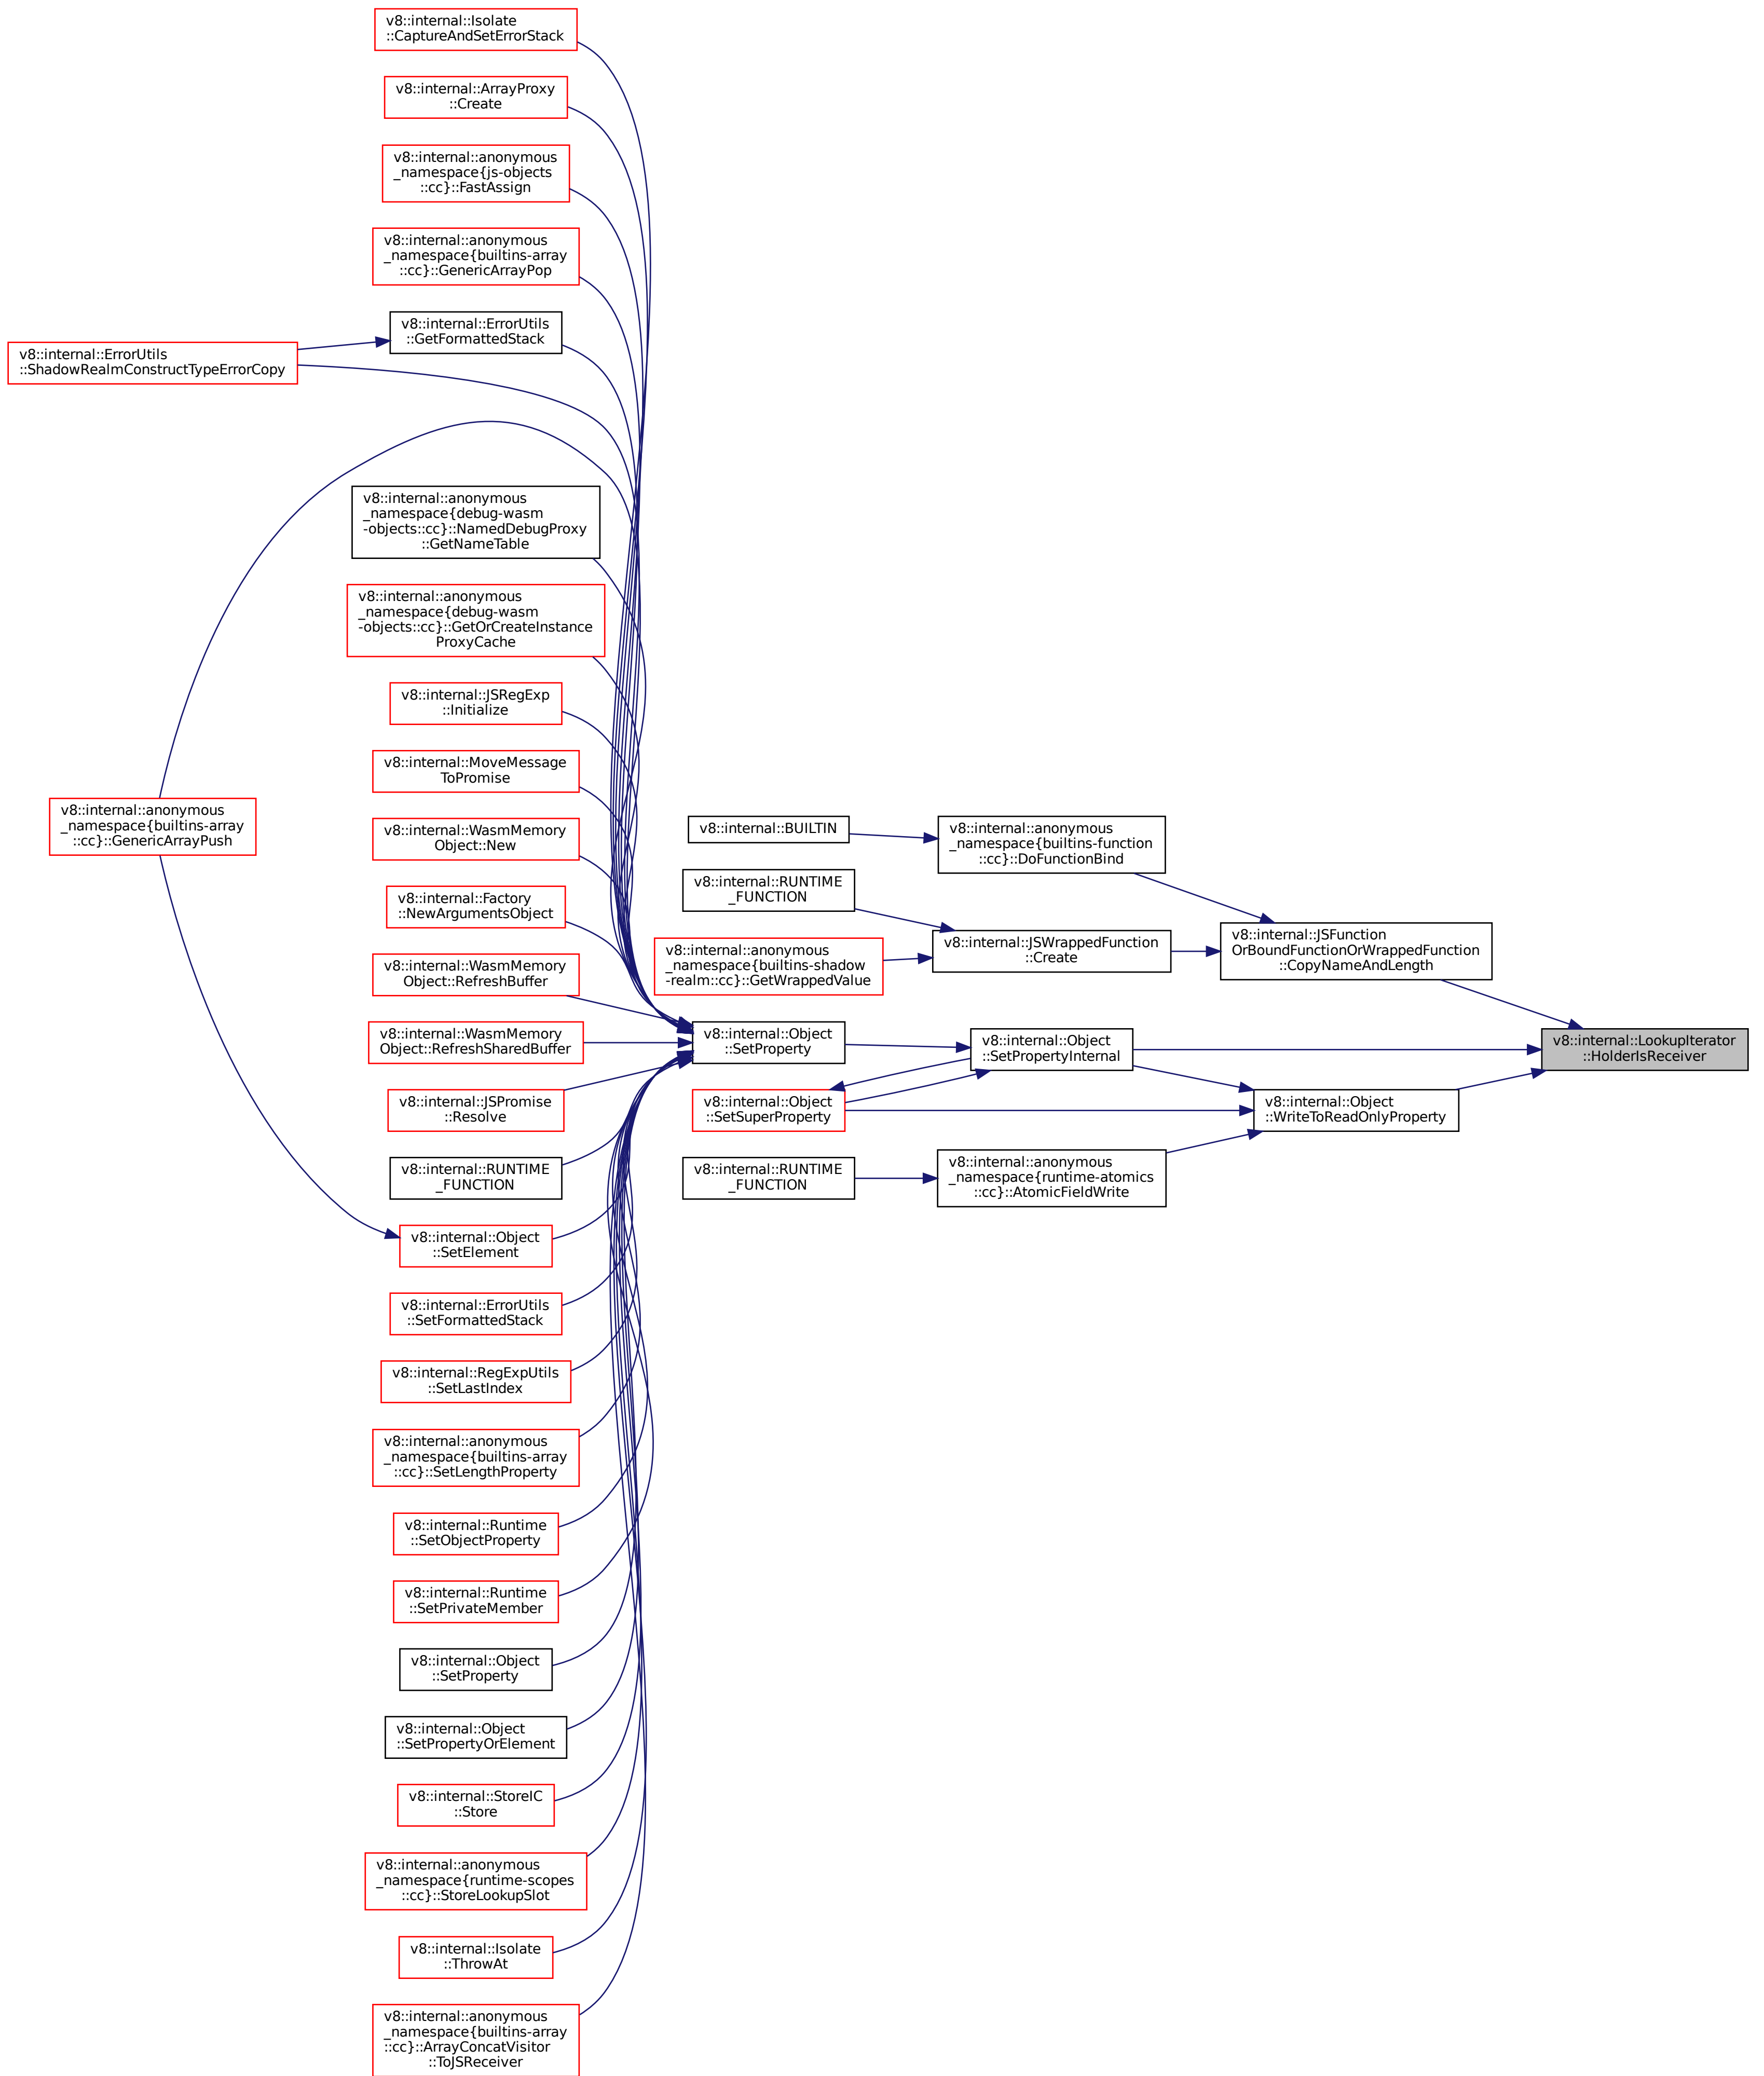 v8::internal::Isolate
::CaptureAndSetErrorStack
v8::internal::ArrayProxy
::Create
v8::internal::anonymous
_namespace{js-objects
::cc}::FastAssign
v8::internal::anonymous
_namespace{builtins-array
::cc}::GenericArrayPop
v8::internal::ErrorUtils
::GetFormattedStack
v8::internal::ErrorUtils
::ShadowRealmConstructTypeErrorCopy
v8::internal::anonymous
_namespace{debug-wasm
-objects::cc}::NamedDebugProxy
::GetNameTable
v8::internal::anonymous
_namespace{debug-wasm
-objects::cc}::GetOrCreateInstance
ProxyCache
v8::internal::JSRegExp
::Initialize
v8::internal::MoveMessage
ToPromise
v8::internal::anonymous
_namespace{builtins-array
::cc}::GenericArrayPush
v8::internal::WasmMemory
Object::New
v8::internal::Factory
::NewArgumentsObject
v8::internal::WasmMemory
Object::RefreshBuffer
v8::internal::WasmMemory
Object::RefreshSharedBuffer
v8::internal::JSPromise
::Resolve
v8::internal::RUNTIME
_FUNCTION
v8::internal::Object
::SetElement
v8::internal::ErrorUtils
::SetFormattedStack
v8::internal::RegExpUtils
::SetLastIndex
v8::internal::anonymous
_namespace{builtins-array
::cc}::SetLengthProperty
v8::internal::Runtime
::SetObjectProperty
v8::internal::Runtime
::SetPrivateMember
v8::internal::Object
::SetProperty
v8::internal::Object
::SetPropertyOrElement
v8::internal::StoreIC
::Store
v8::internal::anonymous
_namespace{runtime-scopes
::cc}::StoreLookupSlot
v8::internal::Isolate
::ThrowAt
v8::internal::anonymous
_namespace{builtins-array
::cc}::ArrayConcatVisitor
::ToJSReceiver
v8::internal::BUILTIN
v8::internal::RUNTIME
_FUNCTION
v8::internal::anonymous
_namespace{builtins-shadow
-realm::cc}::GetWrappedValue
v8::internal::Object
::SetProperty
v8::internal::Object
::SetSuperProperty
v8::internal::RUNTIME
_FUNCTION
v8::internal::anonymous
_namespace{builtins-function
::cc}::DoFunctionBind
v8::internal::JSWrappedFunction
::Create
v8::internal::Object
::SetPropertyInternal
v8::internal::anonymous
_namespace{runtime-atomics
::cc}::AtomicFieldWrite
v8::internal::JSFunction
OrBoundFunctionOrWrappedFunction
::CopyNameAndLength
v8::internal::Object
::WriteToReadOnlyProperty
v8::internal::LookupIterator
::HolderIsReceiver